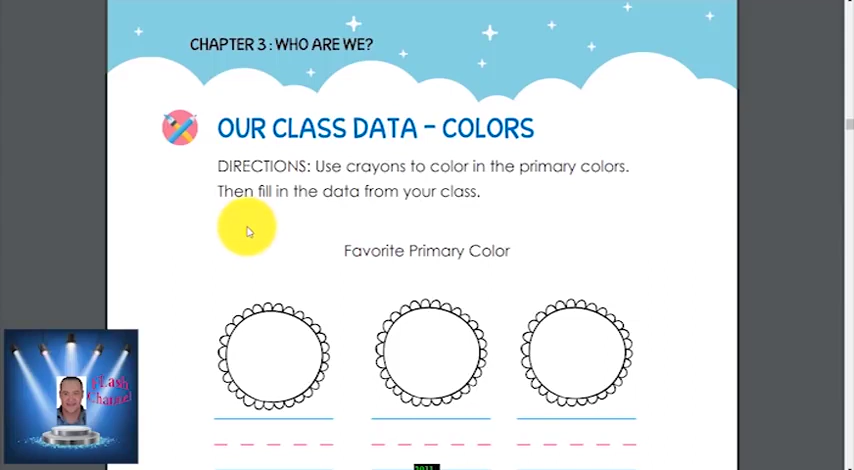 CHAPTER 3 : WHO ARE WE?
OUR CLASS DATA - COLORS
DIRECTIONS: Use crayons to color in the primary colors.
Then fill in the data from your class.
Favorite Primary Color
Channel